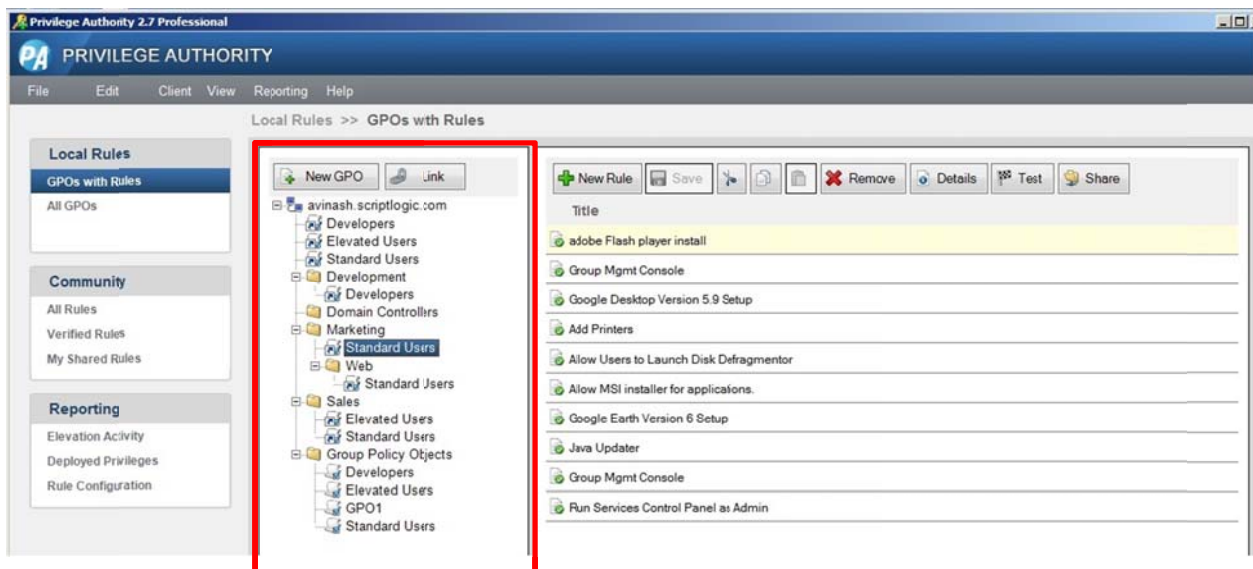 Privilege Authority 2.7 Professional
PA PRIVILEGE AUTHORITY
File Edit Client View Reporting Help
Local Rules >> GPOs wth Rules
Local Rules
GPOs with Rules
All GPOs
Community
All Rules
Verified Rules
My Shared Rules
Reporting
Elevation Activity
Deployed Privileges
Rule Configuration
New GPO Link
avinash.scriptlogic.com
Developers
Elevated Users
Standard Users
Development
Developers
Domain Controllers
Marketing
Standard Users
Web
Standard Users
Sales
Elevated Users
Standard Users
Group Policy Objects
Developers
Elevated Users
GPO1
Standard Users
New Rule Save Remove Details Test Share
Title
adobe Flash player install
Group Mgmt Console
Google Desktop Version 5.9 Setup
Add Printers
Allow Users to Launch Disk Defragmentor
Allow MSI installer for applications.
Google Earth Version 6 Setup
Java Updater
Group Mgmt Console
Run Services Control Panel as Admin